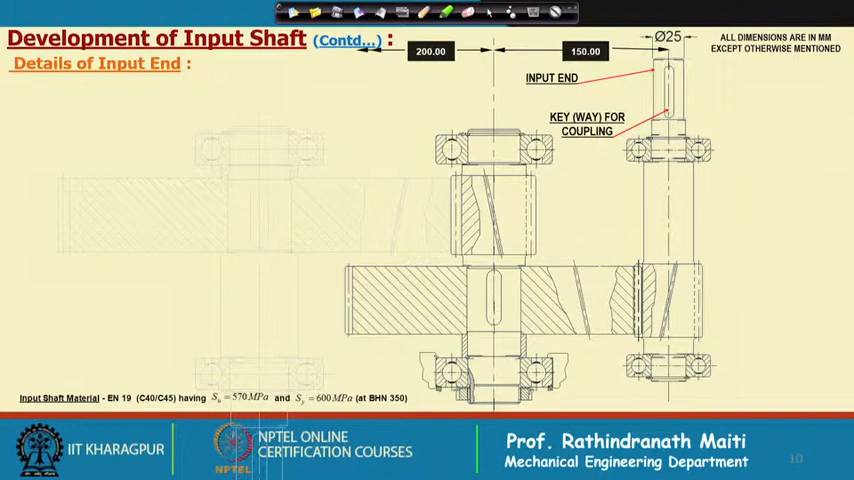 Development of Input Shaft (Contd...) :
Details of Input End :
200.00
150.00
Ø25
ALL DIMENSIONS ARE IN MM
EXCEPT OTHERWISE MENTIONED
INPUT END
KEY (WAY) FOR
COUPLING
Input Shaft Material - EN 19 (C40/C45) having Su = 570 MPa and Sy = 600 MPa (at BHN 350)
IIT KHARAGPUR
NPTEL
NPTEL ONLINE
CERTIFICATION COURSES
Prof. Rathindranath Maiti
Mechanical Engineering Department
10